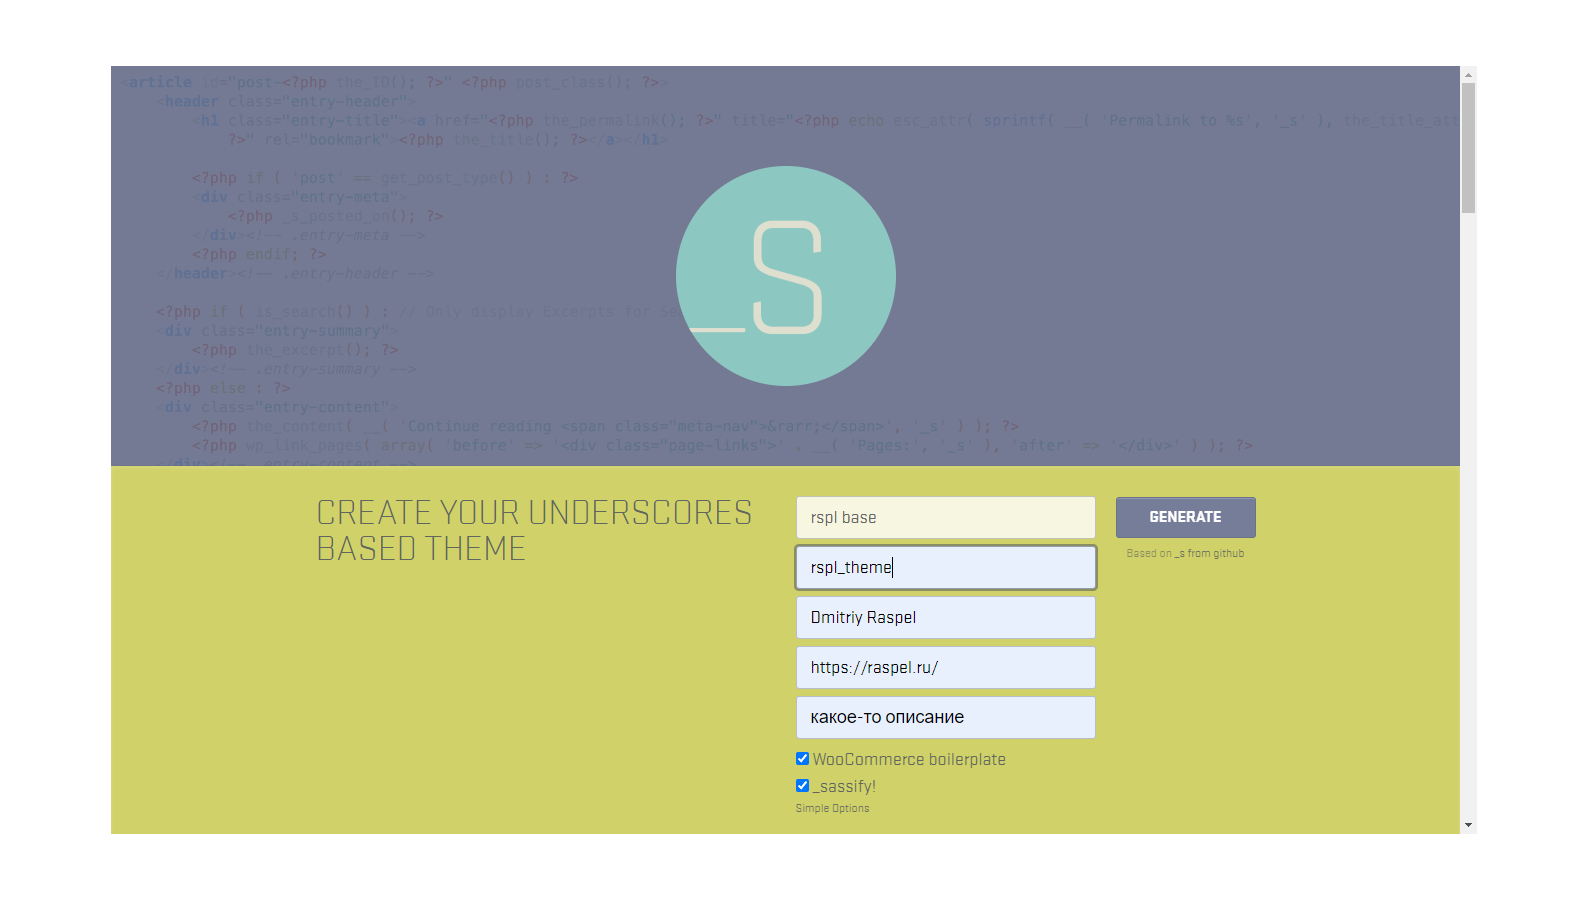 <article id="post-<?php the_ID(); ?>" <?php post_class(); ?>>
<header class="entry-header">
<h1 class="entry-title"><a href="<?php the_permalink(); ?>" title="<?php echo esc_attr( sprintf( __( 'Permalink to %s', '_s' ), the_title_att
?>" rel="bookmark"><?php the_title(); ?></a></h1>
<?php if ( 'post' == get_post_type() ) : ?>
<div class="entry-meta">
<?php _s_posted_on(); ?>
</div><!-- .entry-meta -->
<?php endif; ?>
</header><!-- .entry-header -->
<?php if ( is_search() ) : // Only display Excerpts for Se
<div class="entry-summary">
<?php the_excerpt(); ?>
</div><!-- .entry-summary -->
<?php else : ?>
<div class="entry-content">
<?php the_content( __( 'Continue reading <span class="meta-nav">&rarr;</span>', '_s' ) ); ?>
<?php wp_link_pages( array( 'before' => '<div class="page-links">' . __( 'Pages:', '_s' ), 'after' => '</div>' ) ); ?>
</div><!-- .entry-content -->
_S
CREATE YOUR UNDERSCORES
BASED THEME
rspl base
rspl_theme
Dmitriy Raspel
https://raspel.ru/
какое-то описание
WooCommerce boilerplate
_sassify!
Simple Options
GENERATE
Based on _s from github